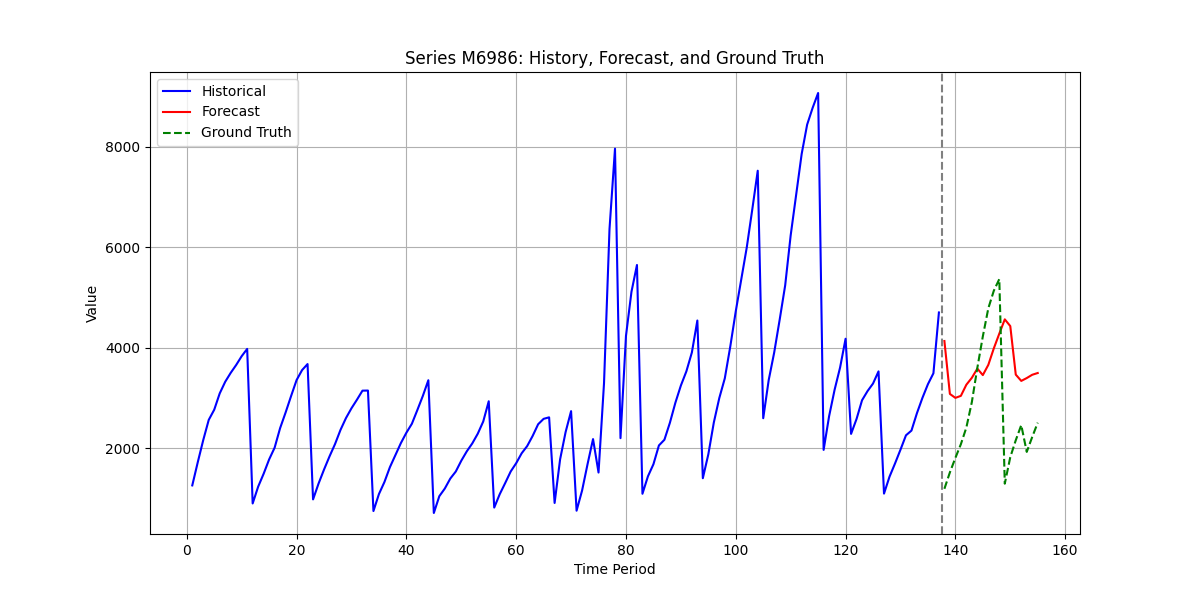 Series M6986: History, Forecast, and Ground Truth
Historical
Forecast
Ground Truth
8000
6000
4000
2000
Value
0 20 40 60 80 100 120 140 160
Time Period